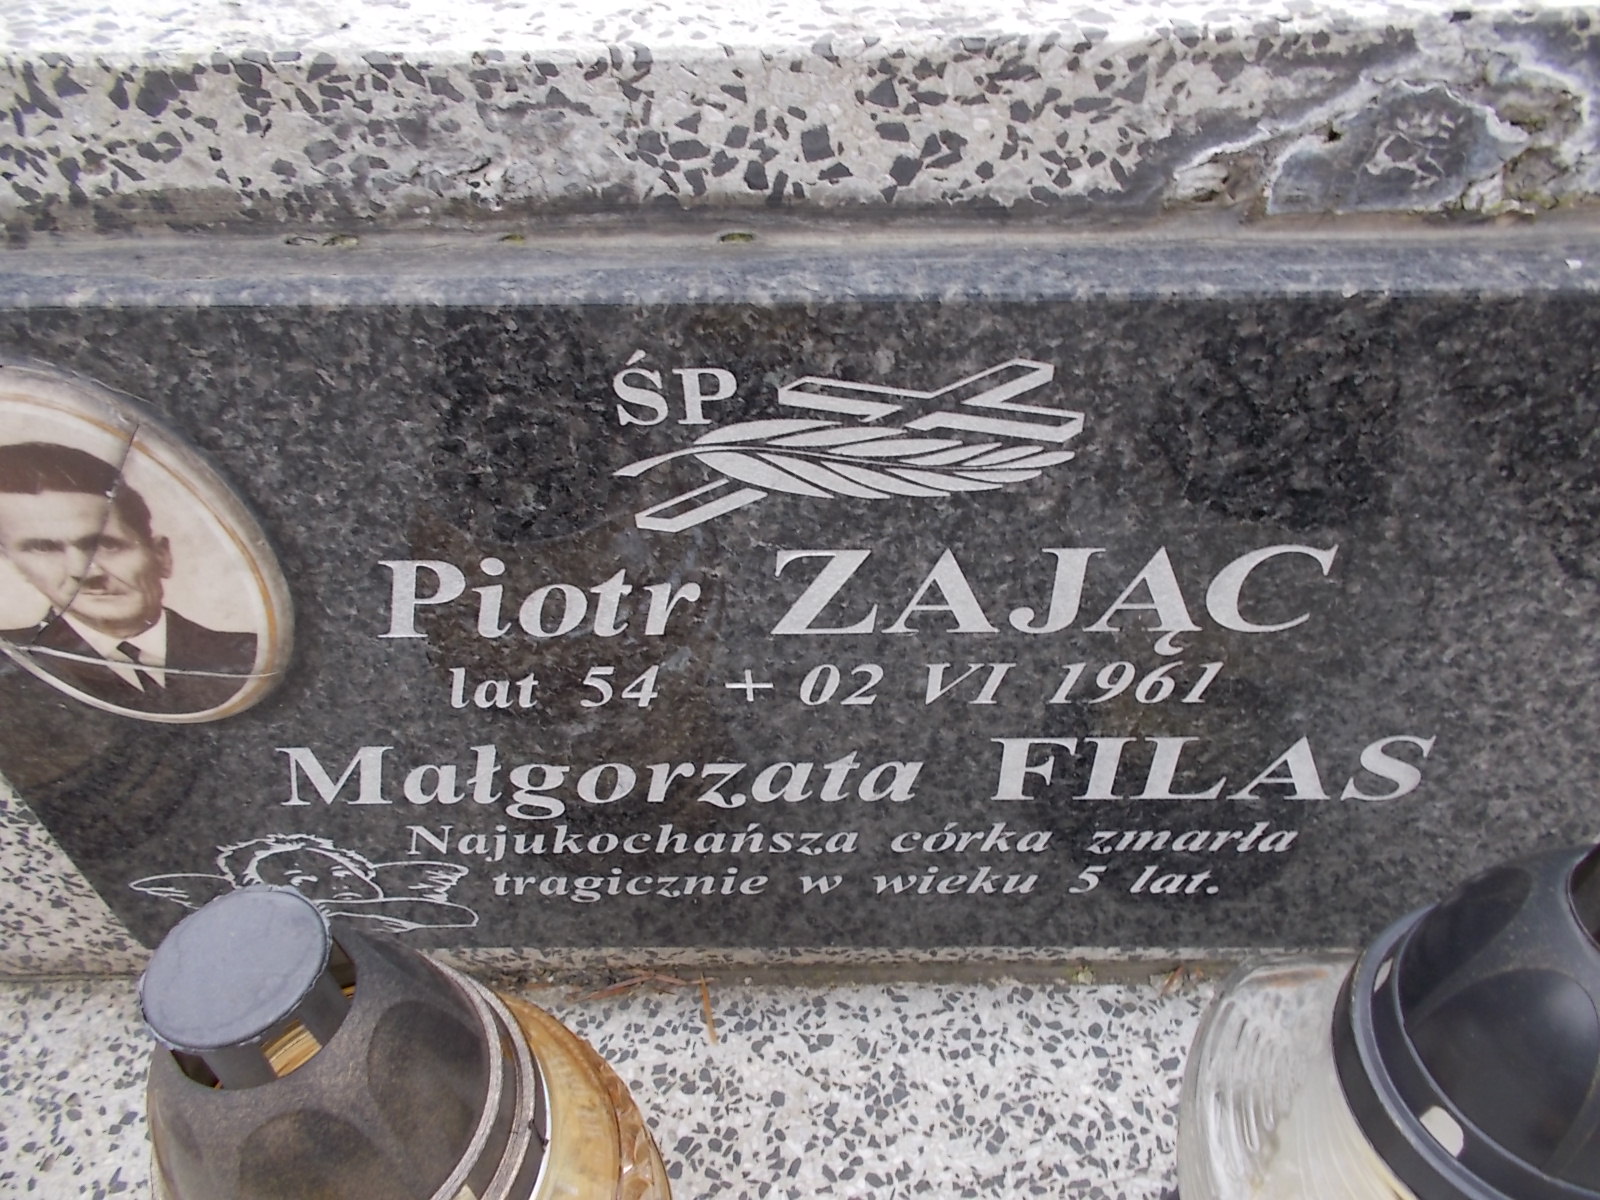 ŚP
Piotr ZAJĄC
lat 54 + 02 VI 1961
Małgorzata FILAS
Najukochańsza córka zmarła
tragicznie w wieku 5 lat.